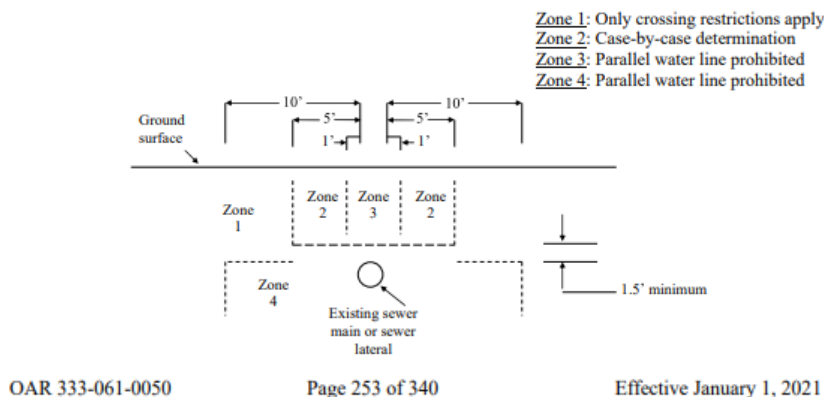 Zone 1: Only crossing restrictions apply
Zone 2: Case-by-case determination
Zone 3: Parallel water line prohibited
Zone 4: Parallel water line prohibited
10’ 10’
5’ 5’
Ground
surface
1’ 1’
Zone
2
Zone
3
Zone
2
Zone
1
Zone
4
1.5’ minimum
Existing sewer
main or sewer
lateral
OAR 333-061-0050 Page 253 of 340 Effective January 1, 2021